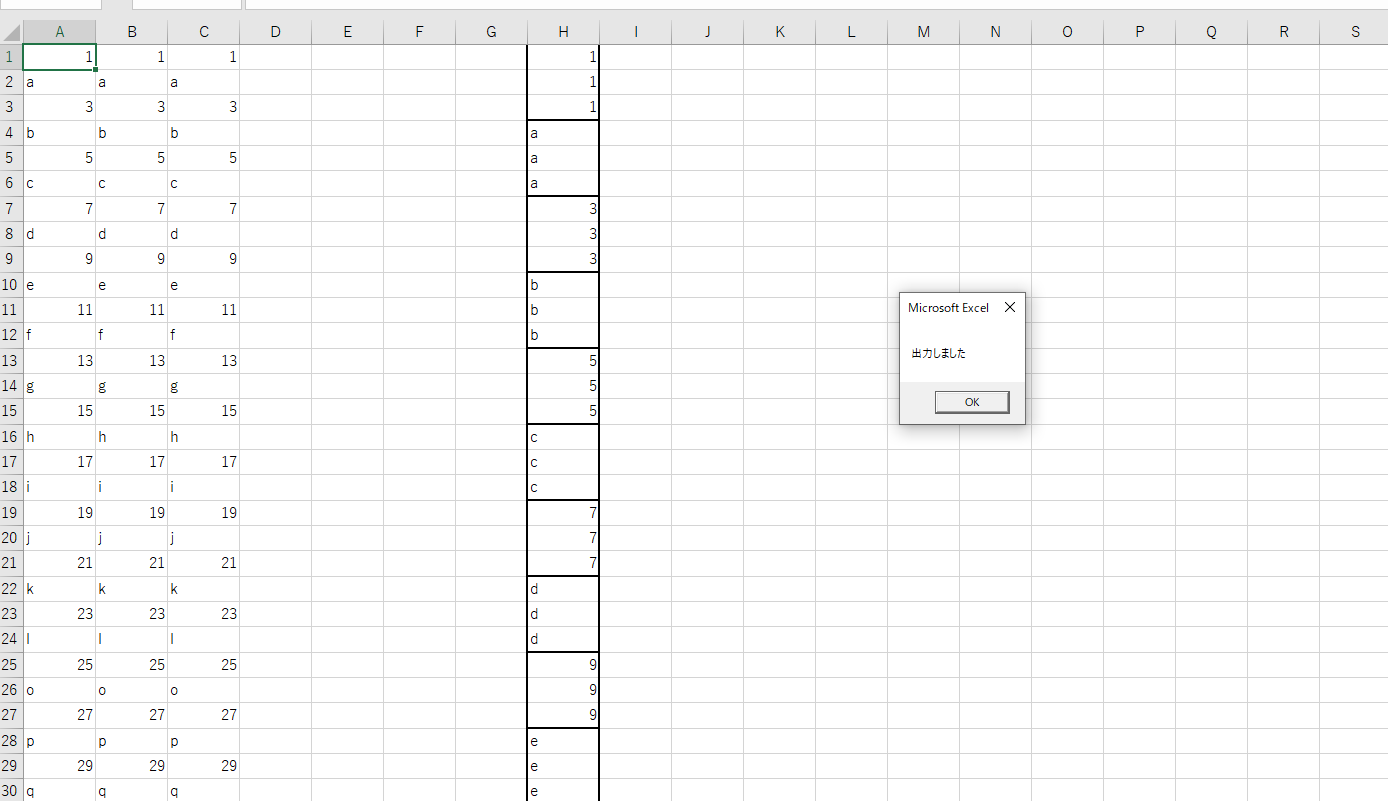 A B C D E F G H I J K L M N O P Q R S
1 1 1 1 1
2 a a a 1
3 3 3 3 1
4 b b b a
5 5 5 5 a
6 c c c a
7 7 7 7 3
8 d d d 3
9 9 9 9 3
10 e e e b
11 11 11 11 b
12 f f f b
13 13 13 13 5
14 g g g 5
15 15 15 15 5
16 h h h c
17 17 17 17 c
18 i i i c
19 19 19 19 7
20 j j j 7
21 21 21 21 7
22 k k k d
23 23 23 23 d
24 l l l d
25 25 25 25 9
26 o o o 9
27 27 27 27 9
28 p p p e
29 29 29 29 e
30 q q q e
Microsoft Excel
出力しました
OK